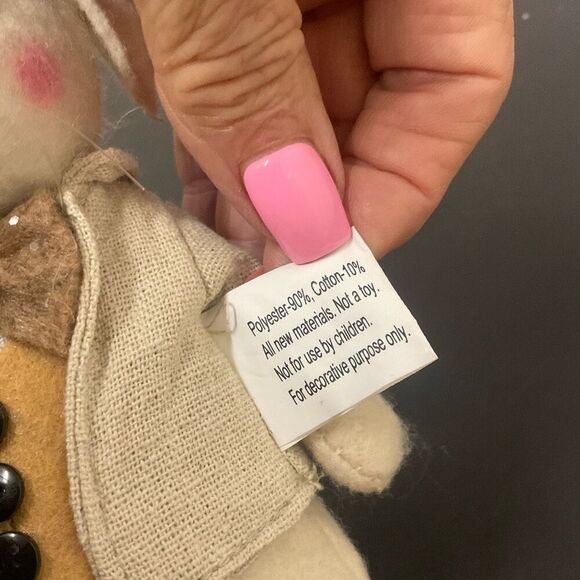 Polyester-90%, Cotton-10%
All new materials. Not a toy.
Not for use by children.
For decorative purpose only.